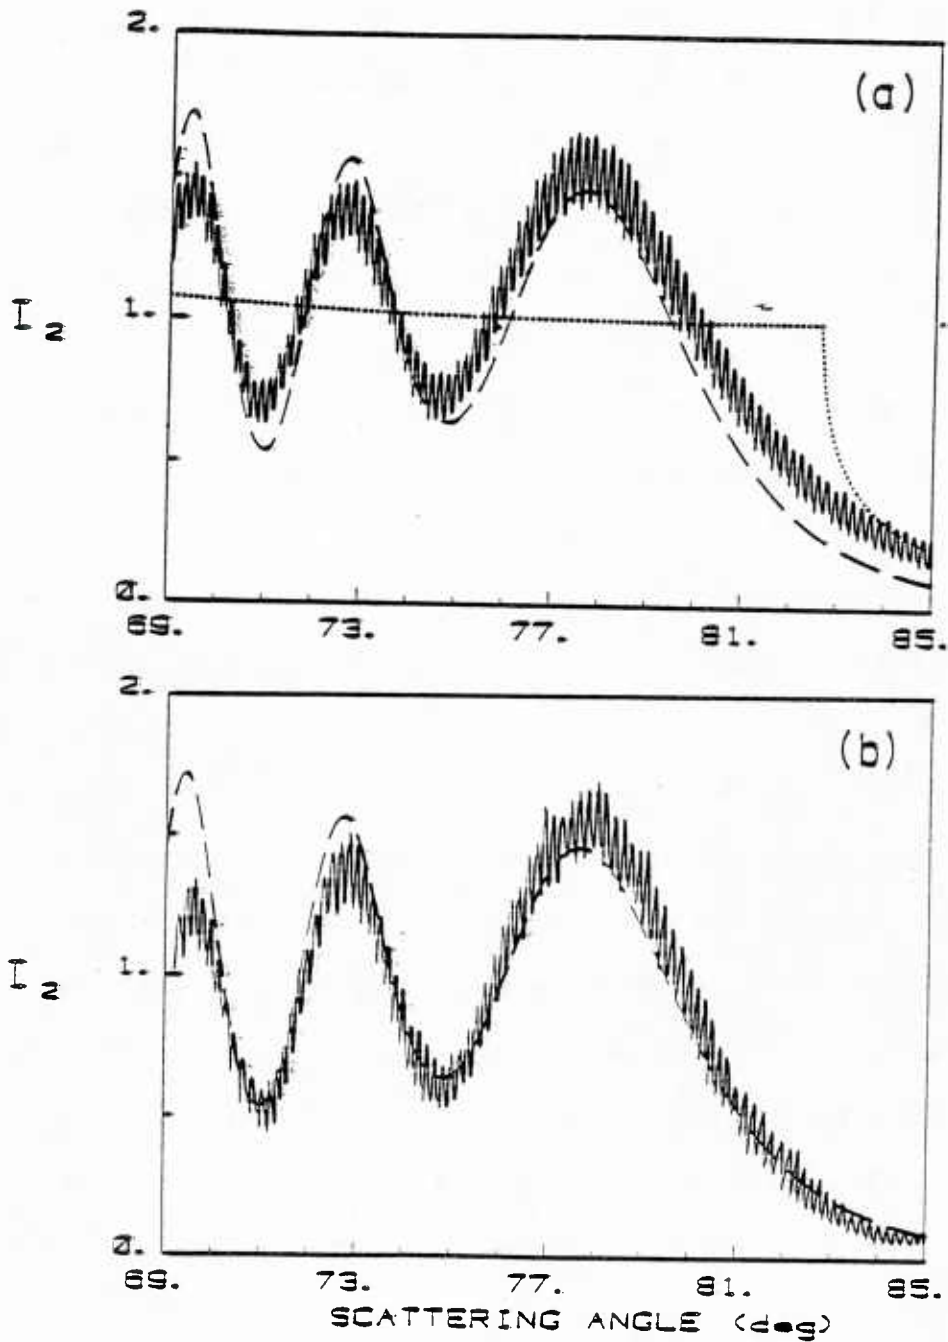 2.
(a)
I₂
1.
0.
69. 73. 77. 81. 85.
2.
(b)
I₂
1.
0.
69. 73. 77. 81. 85.
SCATTERING ANGLE (deg)